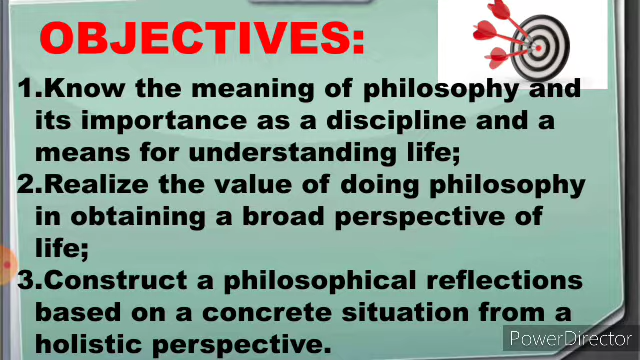 OBJECTIVES:
1.Know the meaning of philosophy and
its importance as a discipline and a
means for understanding life;
2.Realize the value of doing philosophy
in obtaining a broad perspective of
life;
3.Construct a philosophical reflections
based on a concrete situation from a
holistic perspective.
PowerDirector